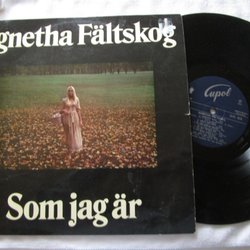 gnetha Fältskog
Som jag är
Cupol